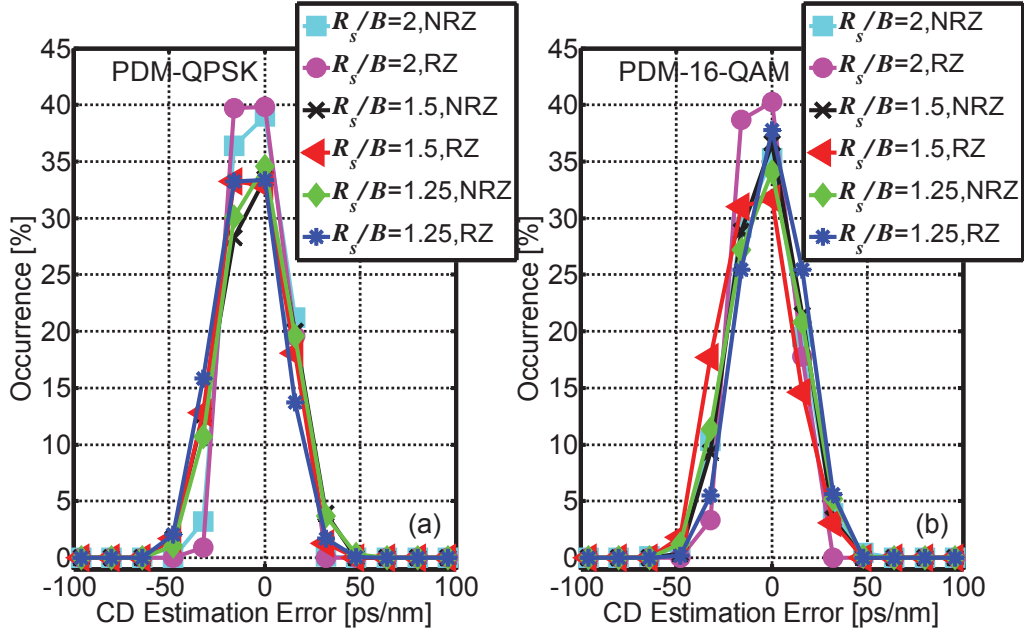 R_s/B=2,NRZ
R_s/B=2,RZ
R_s/B=1.5,NRZ
R_s/B=1.5,RZ
R_s/B=1.25,NRZ
R_s/B=1.25,RZ
PDM-QPSK
45
40
35
30
25
20
15
10
5
0
Occurrence [%]
(a)
-100
-50
0
50
100
CD Estimation Error [ps/nm]
R_s/B=2,NRZ
R_s/B=2,RZ
R_s/B=1.5,NRZ
R_s/B=1.5,RZ
R_s/B=1.25,NRZ
R_s/B=1.25,RZ
PDM-16-QAM
45
40
35
30
25
20
15
10
5
0
Occurrence [%]
(b)
-100
-50
0
50
100
CD Estimation Error [ps/nm]